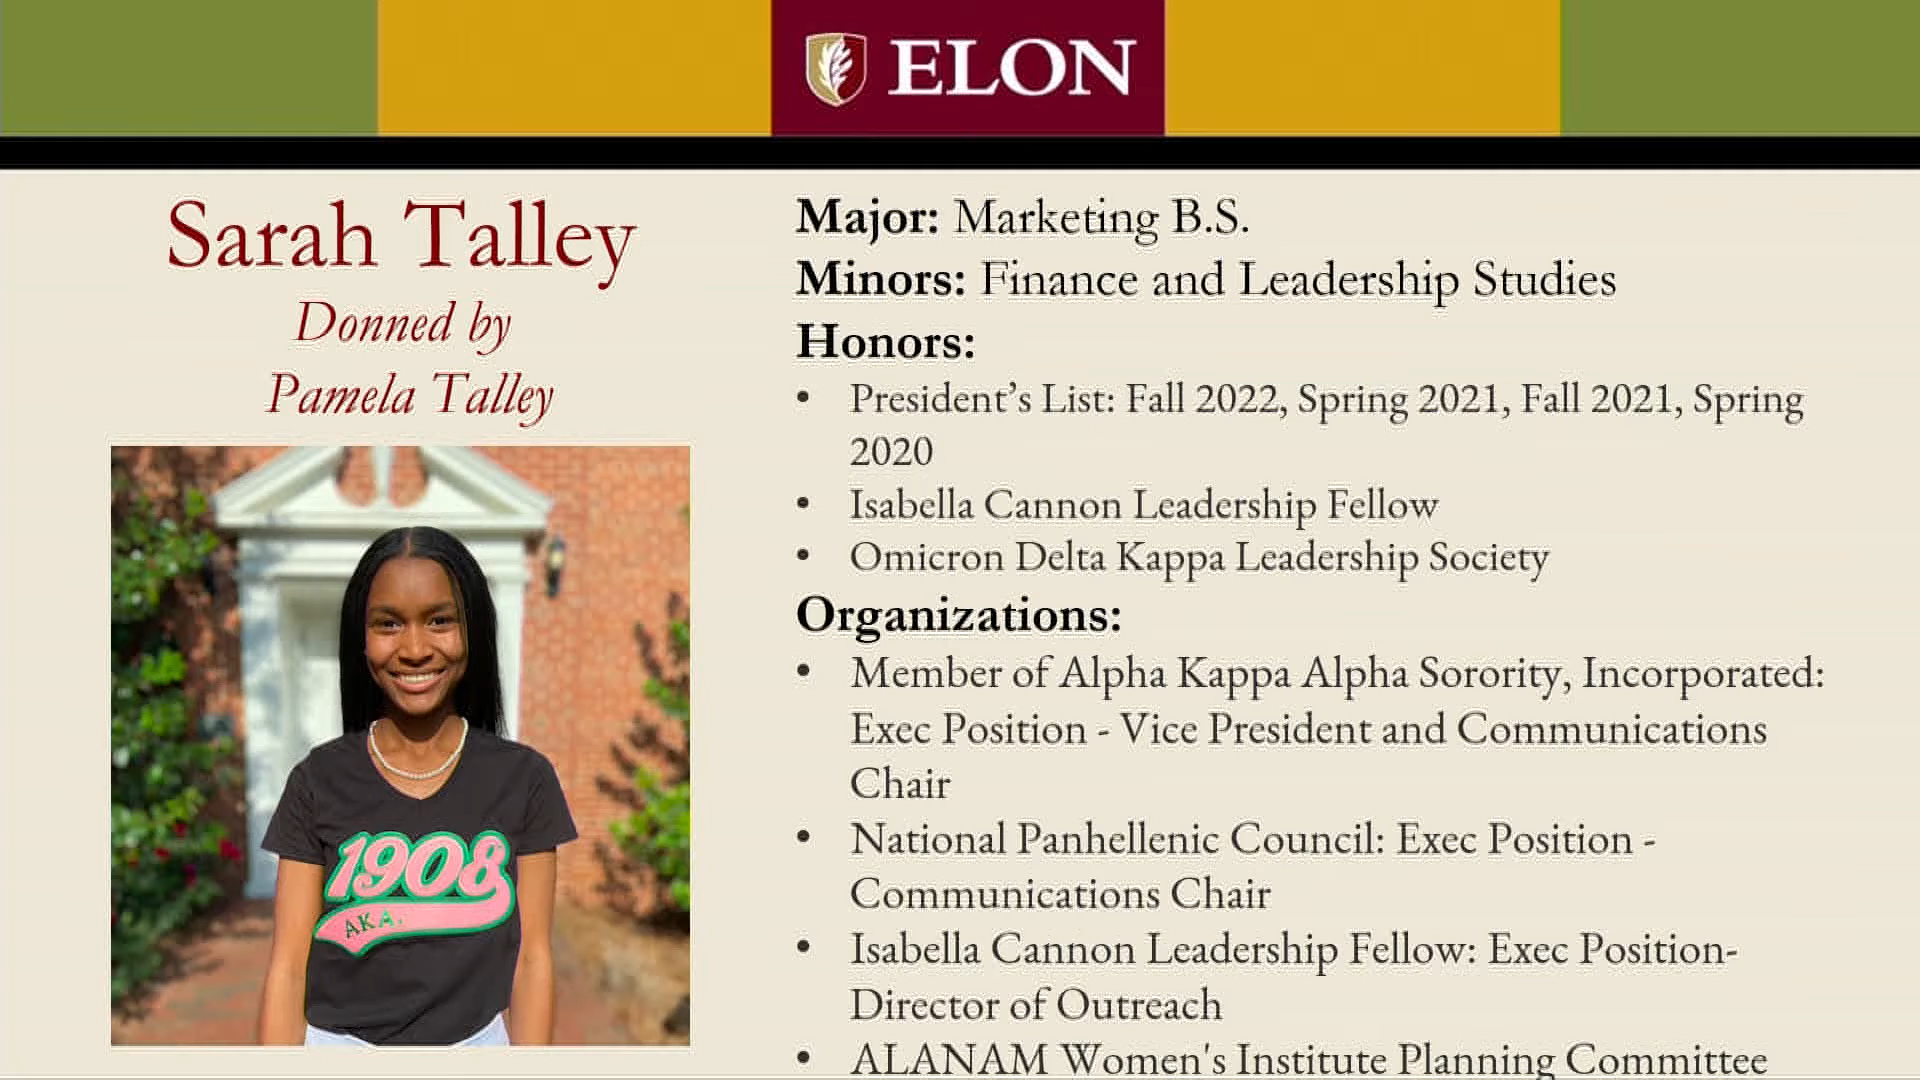 ELON
Sarah Talley
Donned by
Pamela Talley
1908
AKA.
Major: Marketing B.S.
Minors: Finance and Leadership Studies
Honors:
• President’s List: Fall 2022, Spring 2021, Fall 2021, Spring
2020
• Isabella Cannon Leadership Fellow
• Omicron Delta Kappa Leadership Society
Organizations:
• Member of Alpha Kappa Alpha Sorority, Incorporated:
Exec Position - Vice President and Communications
Chair
• National Panhellenic Council: Exec Position -
Communications Chair
• Isabella Cannon Leadership Fellow: Exec Position-
Director of Outreach
• ALANAM Women's Institute Planning Committee